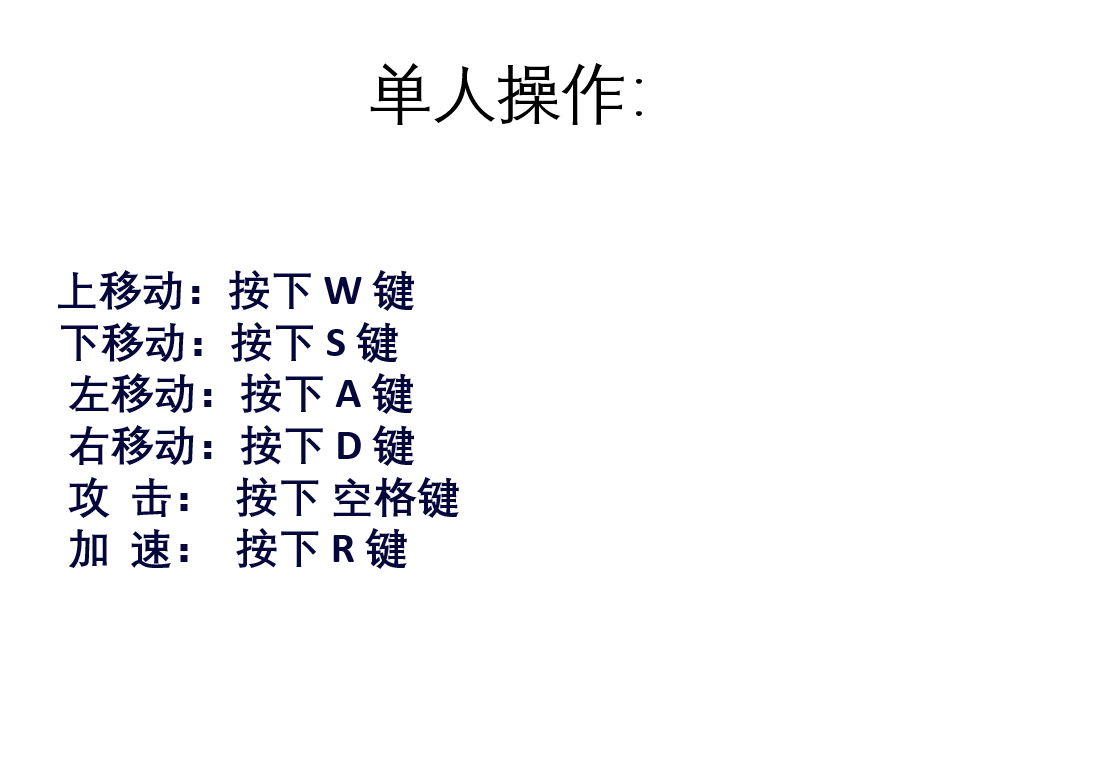 单人操作：
上移动：按下 W 键
下移动：按下 S 键
左移动：按下 A 键
右移动：按下 D 键
攻 击： 按下 空格键
加 速： 按下 R 键